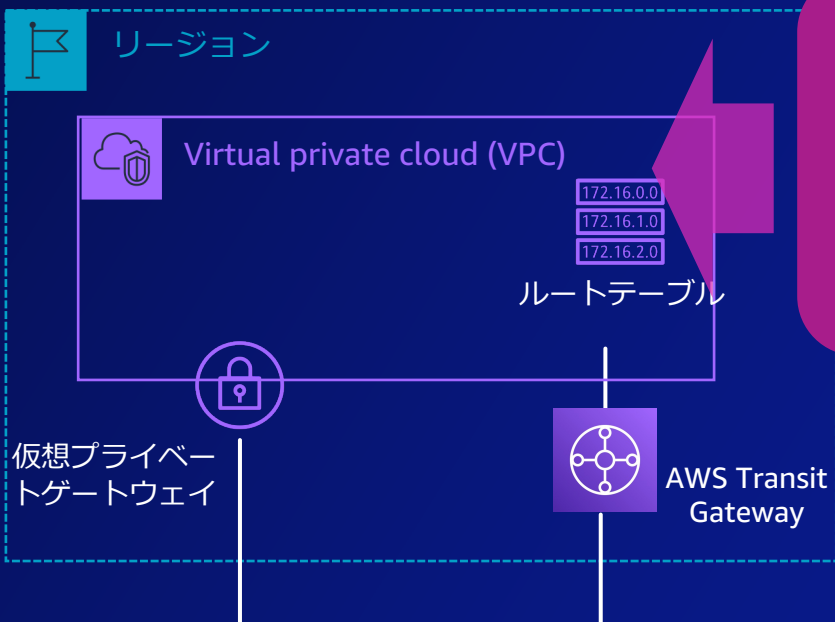 リージョン
Virtual private cloud (VPC)
172.16.0.0
172.16.1.0
172.16.2.0
ルートテーブル
仮想プライベー
トゲートウェイ
AWS Transit
Gateway